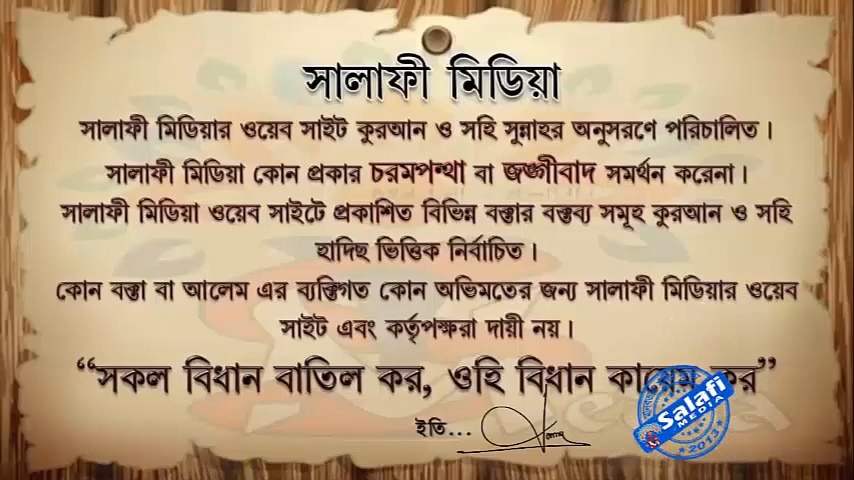 সালাফী মিডিয়া
সালাফী মিডিয়ার ওয়েব সাইট কুরআন ও সহি সুন্নাহর অনুসরণে পরিচালিত।
সালাফী মিডিয়া কোন প্রকার চরমপন্থা বা জঙ্গীবাদ সমর্থন করেনা।
সালাফী মিডিয়া ওয়েব সাইটে প্রকাশিত বিভিন্ন বক্তার বক্তব্য সমূহ কুরআন ও সহি
হাদিছ ভিত্তিক নির্বাচিত।
কোন বক্তা বা আলেম এর ব্যক্তিগত কোন অভিমতের জন্য সালাফী মিডিয়ার ওয়েব
সাইট এবং কর্তৃপক্ষরা দায়ী নয়।
“সকল বিধান বাতিল কর, ওহি বিধান কায়েম কর”
ইতি...
Salafi
MEDIA
2013